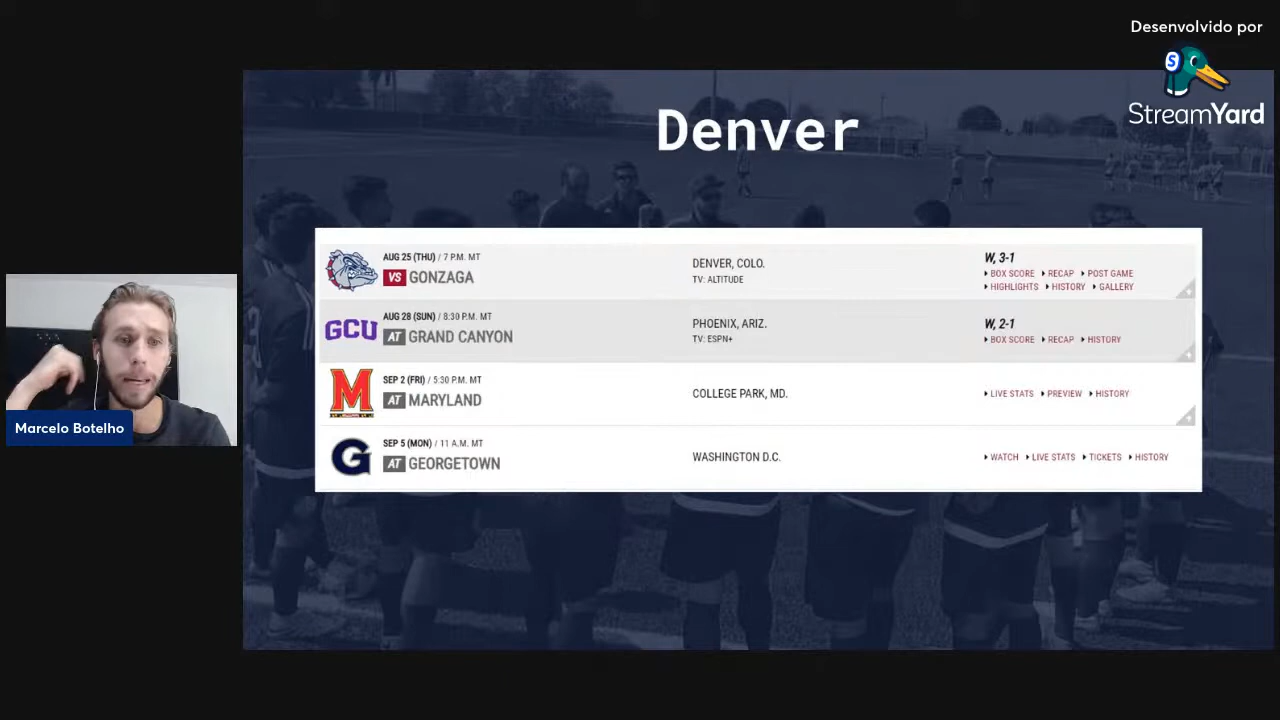 Desenvolvido por
StreamYard
Denver
AUG 25 (THU) / 7 P.M. MT
VS GONZAGA
DENVER, COLO.
TV: ALTITUDE
W, 3-1
BOX SCORE RECAP POST GAME
HIGHLIGHTS HISTORY GALLERY
GCU
AUG 28 (SUN) / 8:30 P.M. MT
AT GRAND CANYON
PHOENIX, ARIZ.
TV: ESPN+
W, 2-1
BOX SCORE RECAP HISTORY
M
SEP 2 (FRI) / 5:30 P.M. MT
AT MARYLAND
COLLEGE PARK, MD.
LIVE STATS PREVIEW HISTORY
G
SEP 5 (MON) / 11 A.M. MT
AT GEORGETOWN
WASHINGTON D.C.
WATCH LIVE STATS TICKETS HISTORY
Marcelo Botelho